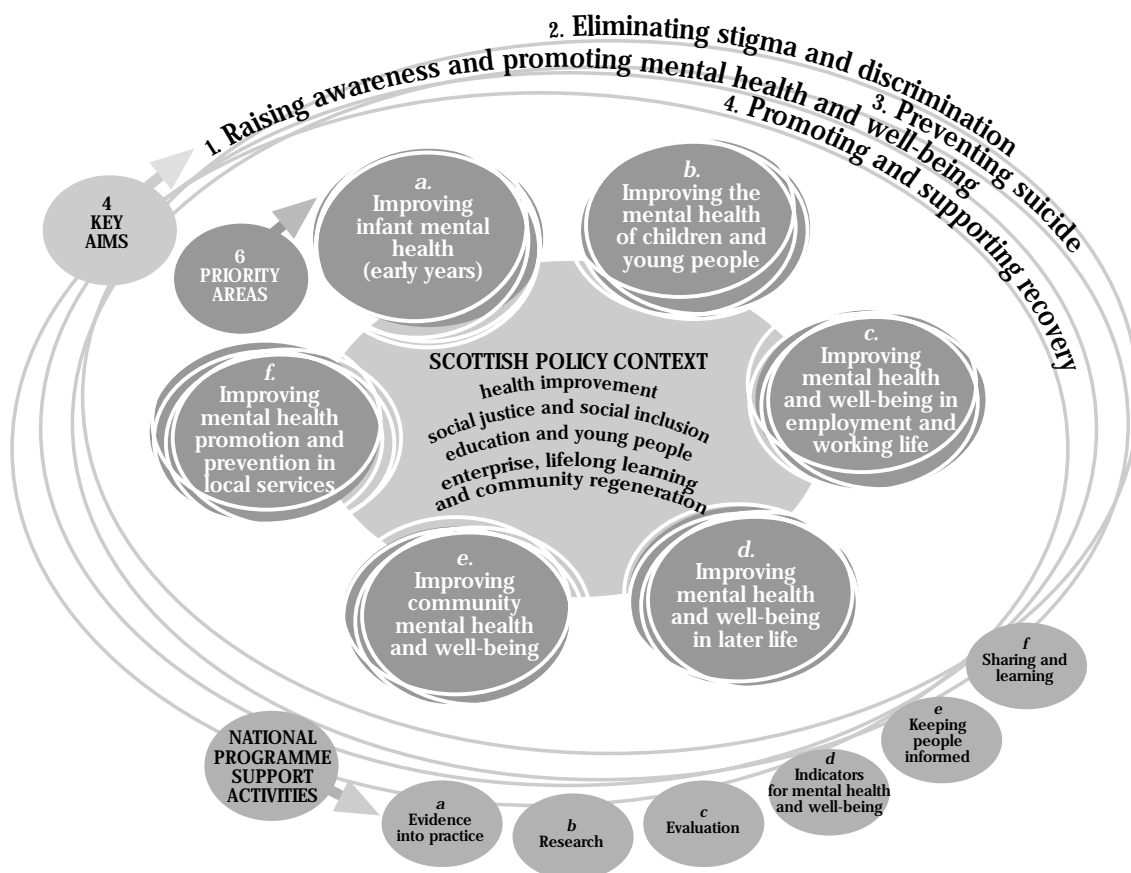 2. Eliminating stigma and discrimination
1. Raising awareness and promoting mental health and well-being
3. Preventing suicide
4. Promoting and supporting recovery
4
KEY
AIMS
6
PRIORITY
AREAS
a.
Improving
infant mental
health
(early years)
b.
Improving the
mental health
of children and
young people
c.
Improving
mental health
and well-being in
employment and
working life
d.
Improving
mental health
and well-being
in later life
e.
Improving
community
mental health
and well-being
f.
Improving
mental health
promotion and
prevention in
local services
SCOTTISH POLICY CONTEXT
health improvement
social justice and social inclusion
education and young people
enterprise, lifelong learning
and community regeneration
NATIONAL
PROGRAMME
SUPPORT
ACTIVITIES
a
Evidence
into practice
b
Research
c
Evaluation
d
Indicators
for mental health
and well-being
e
Keeping
people
informed
f
Sharing and
learning